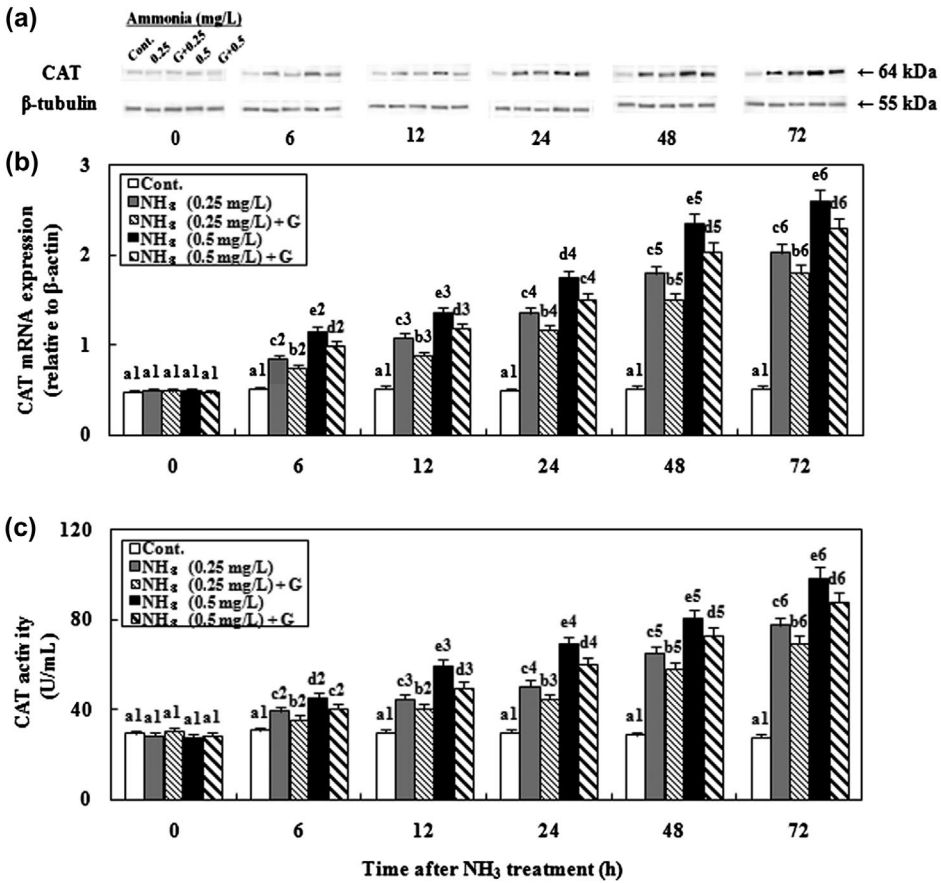 (a)
Ammonia (mg/L)
Cont. 0.25 G+0.25 0.5 G+0.5
CAT ← 64 kDa
β-tubulin ← 55 kDa
0 6 12 24 48 72
(b)
CAT mRNA expression
(relative to β-actin)
3
2
1
0
Cont.
NH3 (0.25 mg/L)
NH3 (0.25 mg/L) + G
NH3 (0.5 mg/L)
NH3 (0.5 mg/L) + G
a1 a1 a1 a1 a1
a1 c2 b2 e2 d2
a1 c3 b3 e3 d3
a1 c4 b4 d4 c4
a1 c5 b5 e5 d5
a1 c6 b6 e6 d6
0 6 12 24 48 72
(c)
CAT activity
(U/mL)
120
80
40
0
Cont.
NH3 (0.25 mg/L)
NH3 (0.25 mg/L) + G
NH3 (0.5 mg/L)
NH3 (0.5 mg/L) + G
a1 a1 a1 a1 a1
a1 c2 b2 d2 c2
a1 c3 b2 e3 d3
a1 c4 b3 e4 d4
a1 c5 b5 e5 d5
a1 c6 b6 e6 d6
0 6 12 24 48 72
Time after NH3 treatment (h)